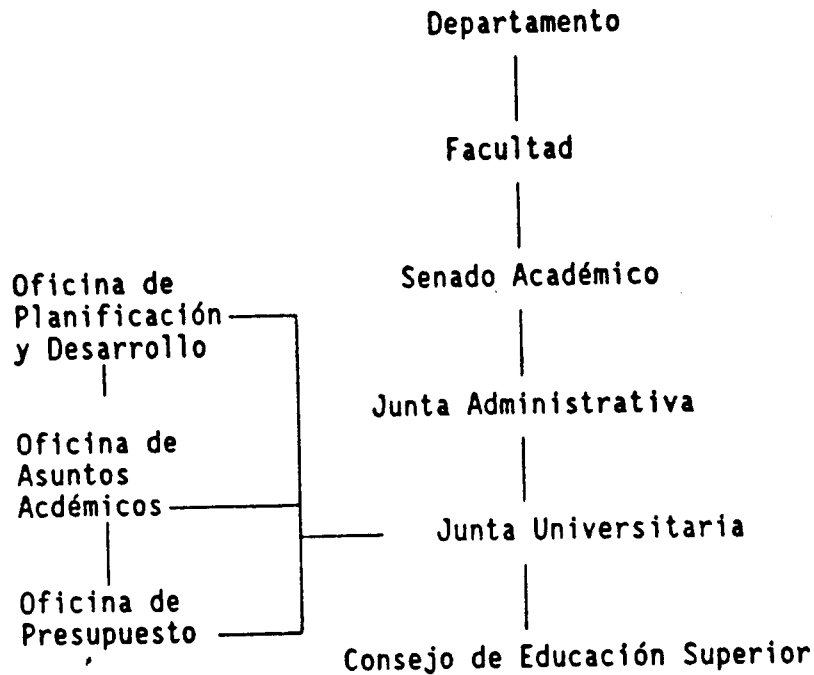 Departamento
Facultad
Senado Académico
Oficina de
Planificación
y Desarrollo
Junta Administrativa
Oficina de
Asuntos
Acdémicos
Junta Universitaria
Oficina de
Presupuesto
Consejo de Educación Superior